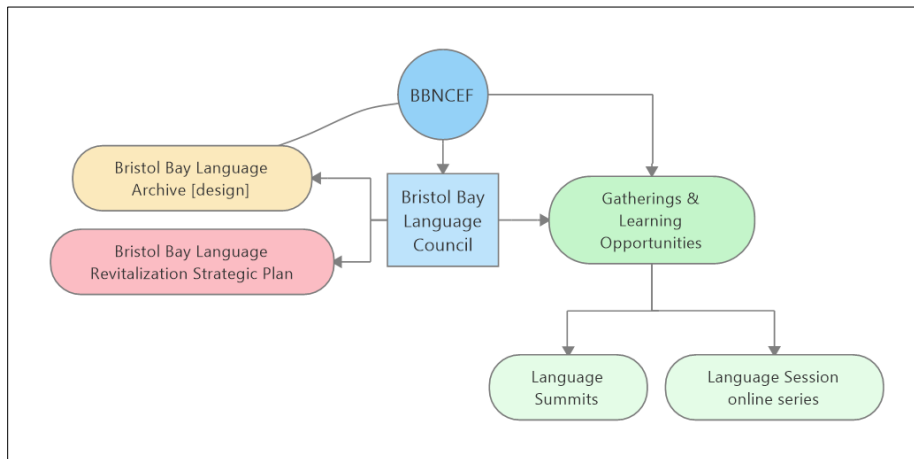 BBNCEF
Bristol Bay Language
Archive [design]
Bristol Bay
Language
Council
Gatherings &
Learning
Opportunities
Bristol Bay Language
Revitalization Strategic Plan
Language
Summits
Language Session
online series